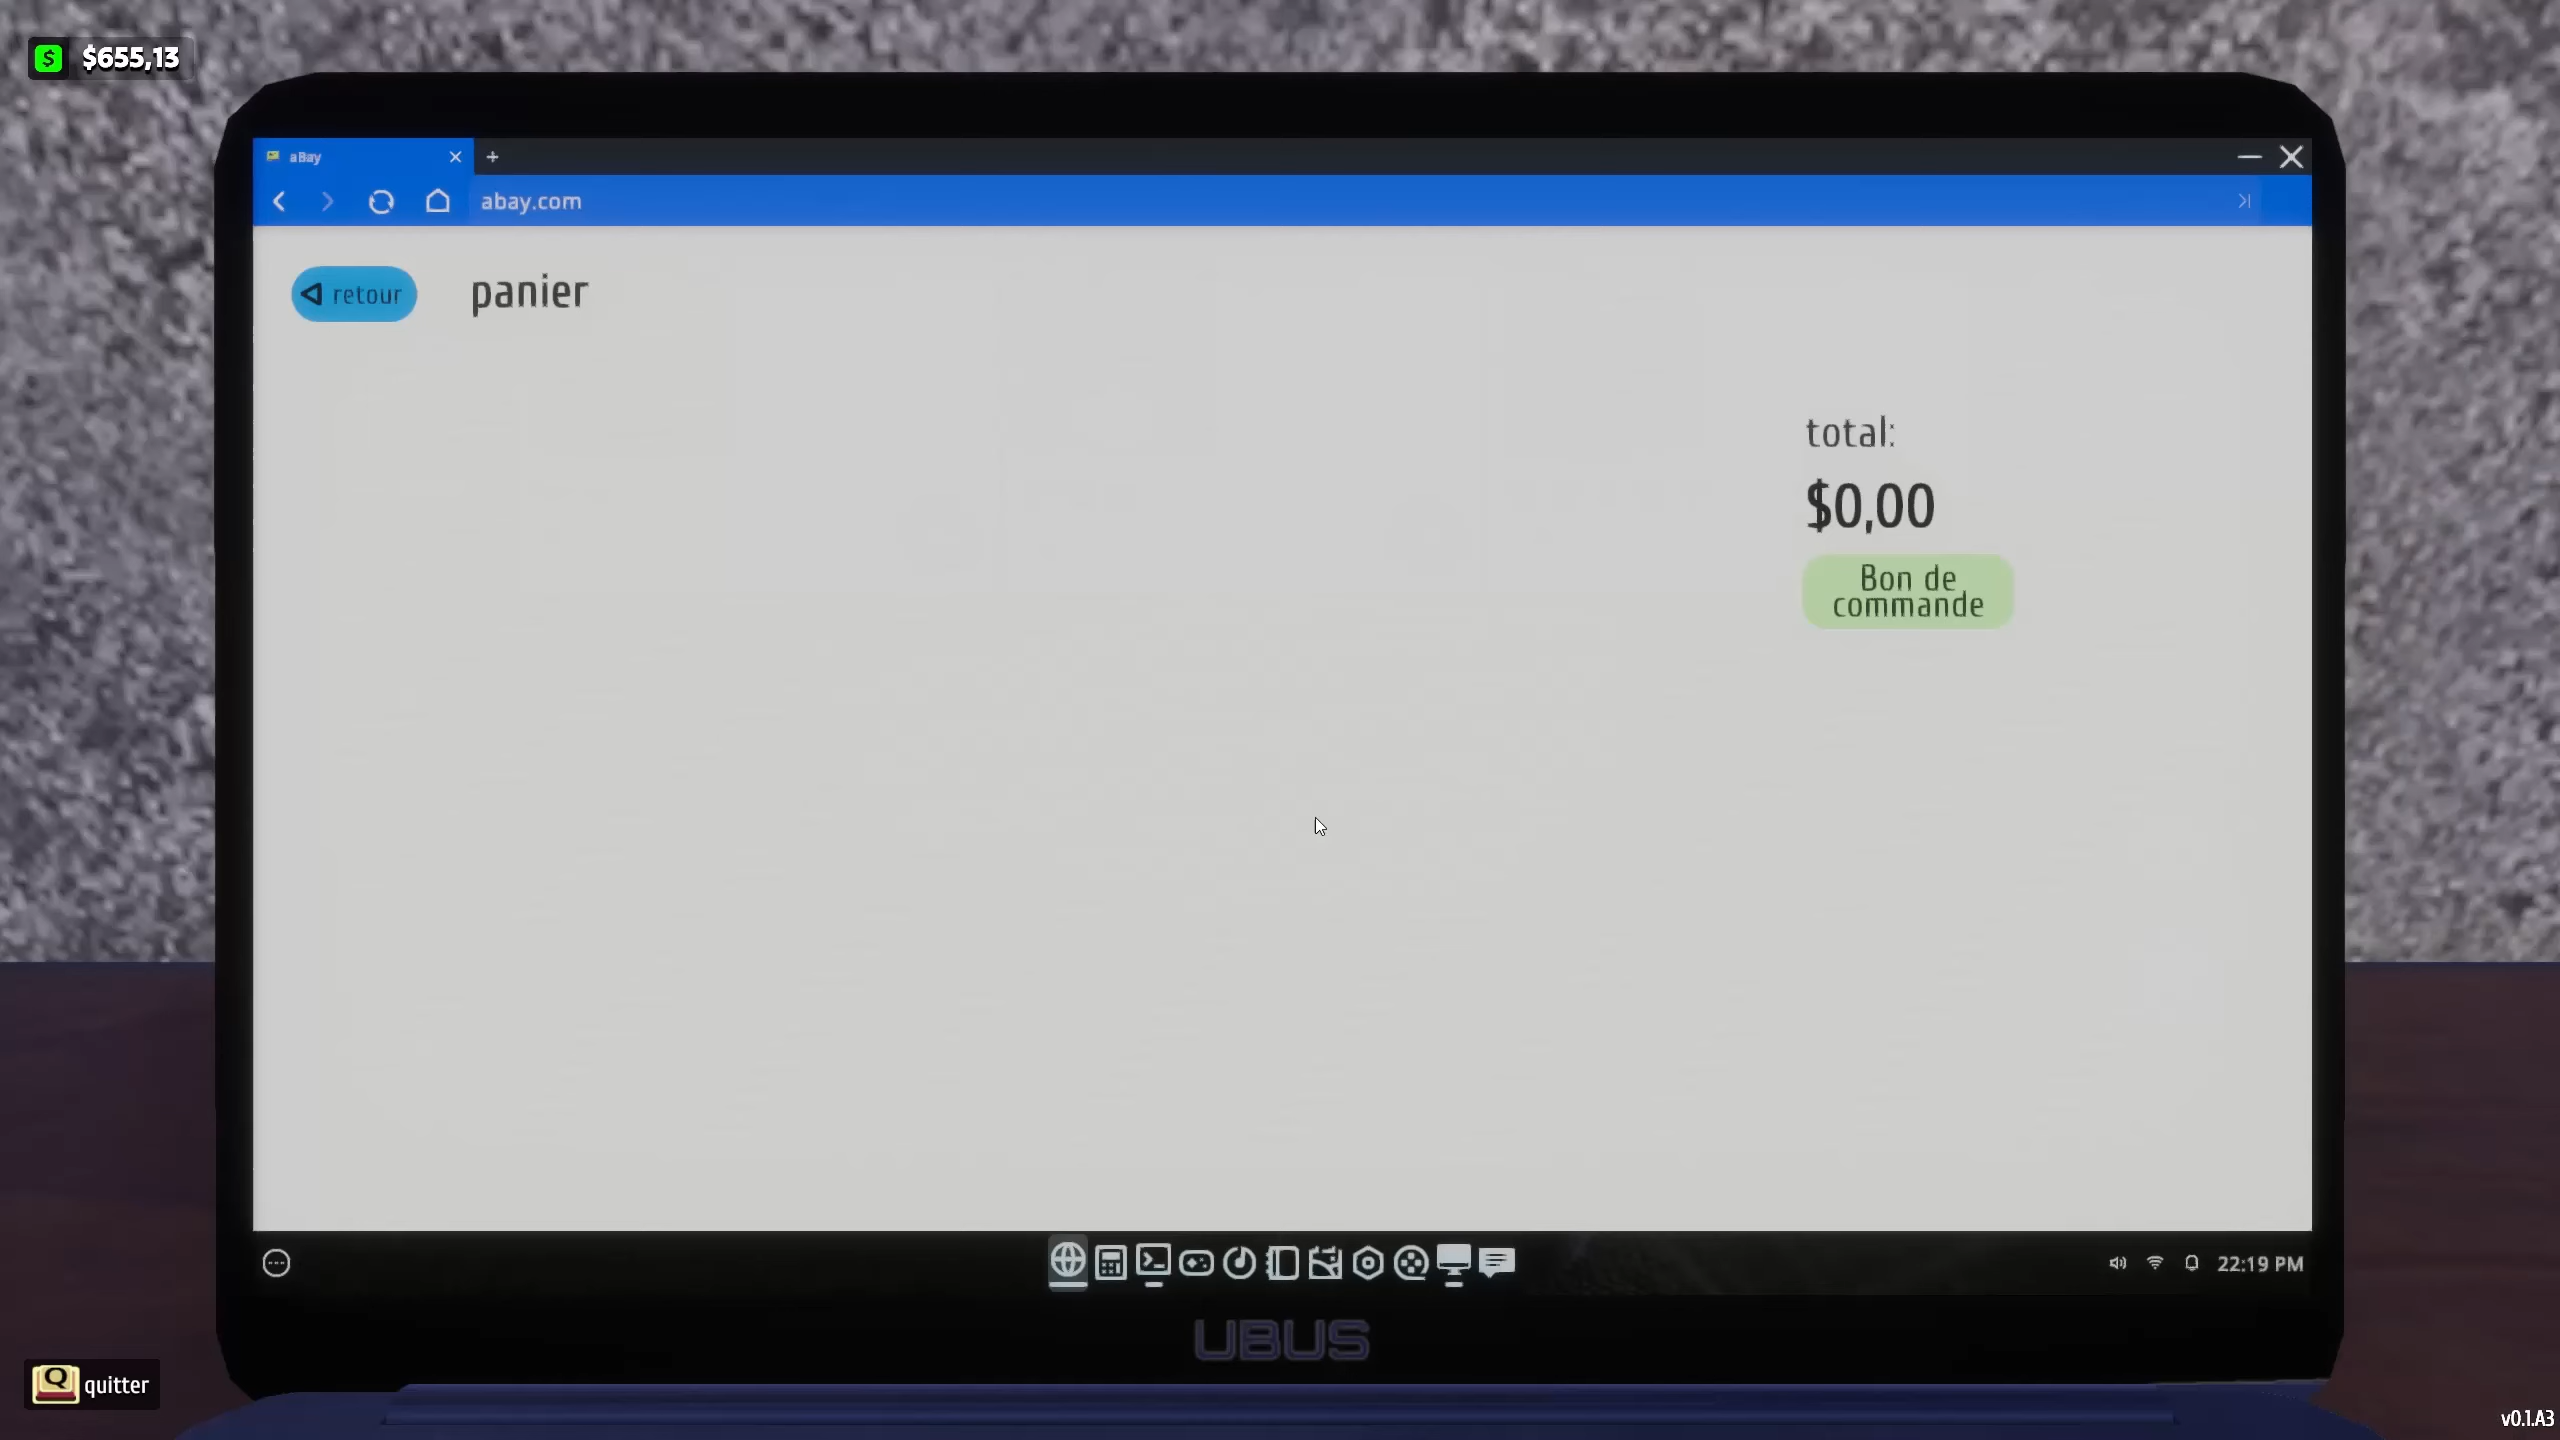 $655,13
aBay
abay.com
retour
panier
total:
$0,00
Bon de
commande
22:19 PM
UBUS
Q quitter
v0.1.A3